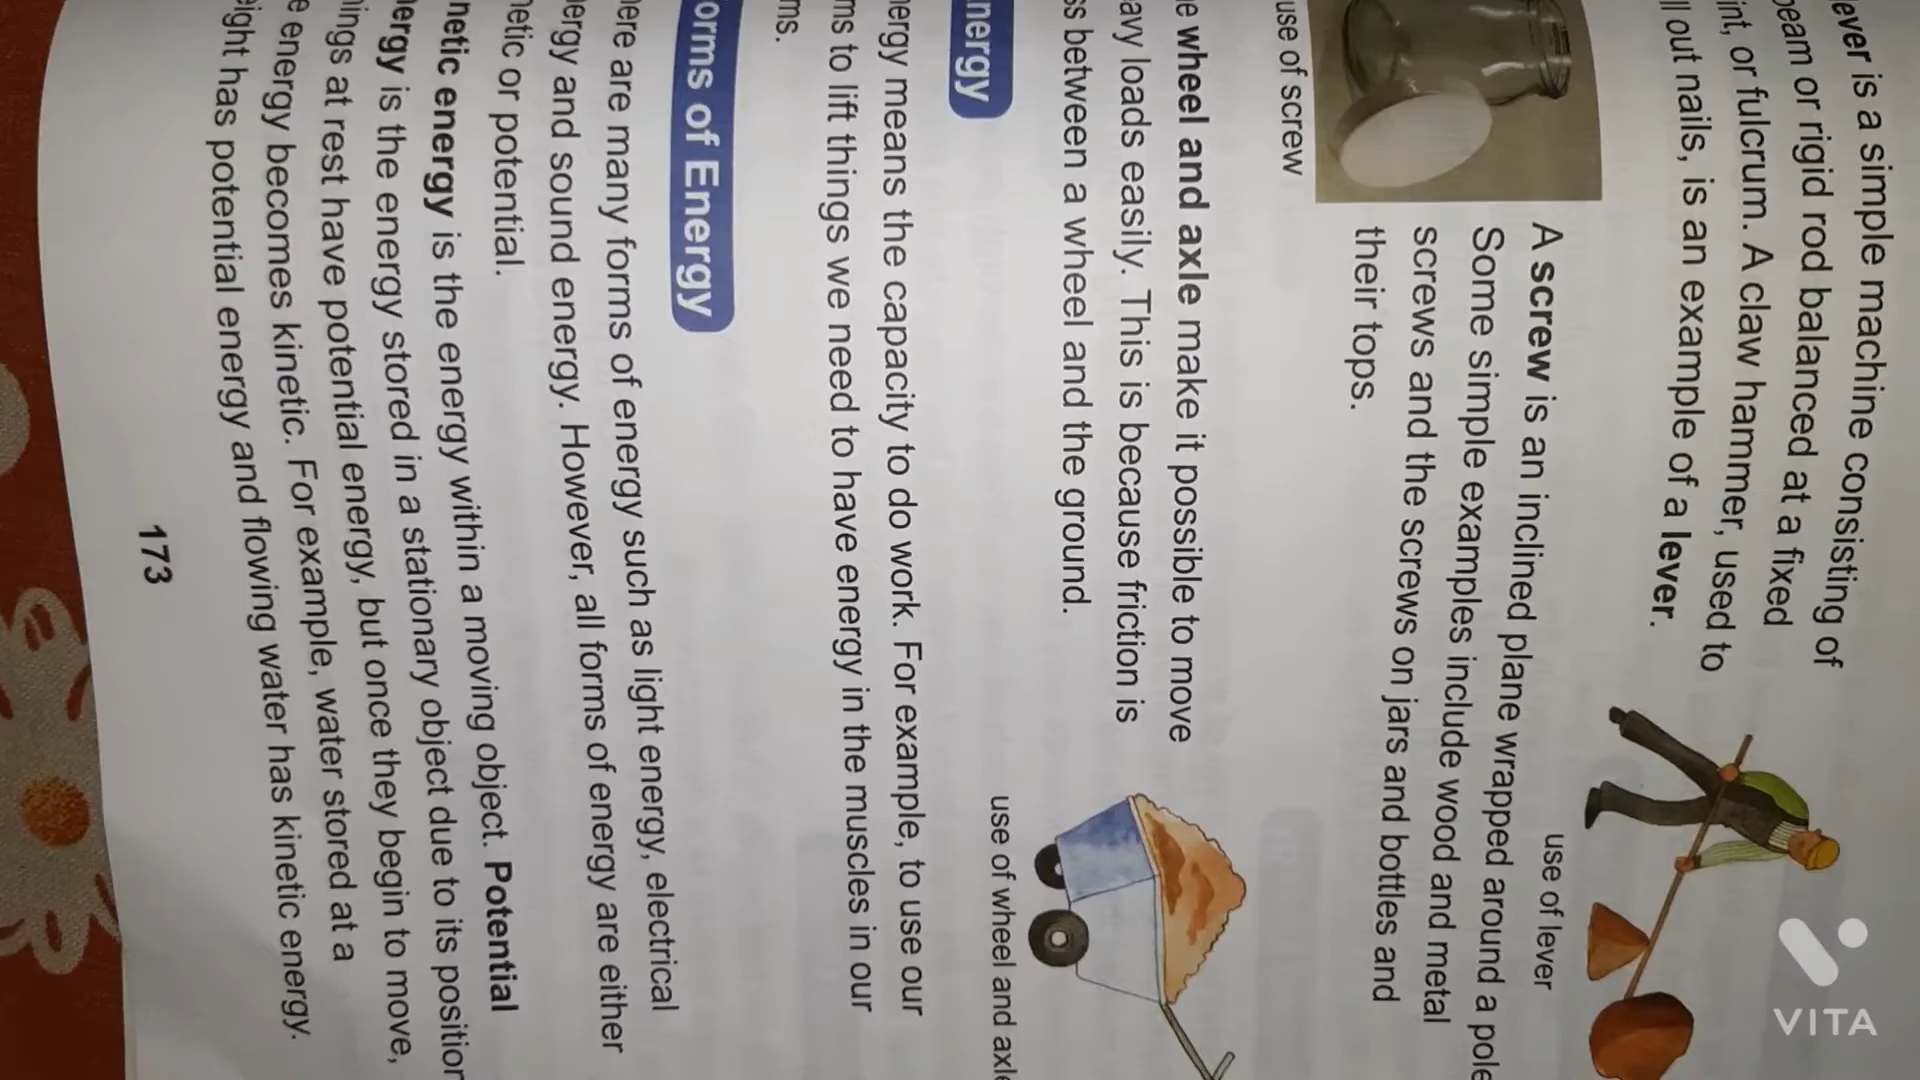 lever is a simple machine consisting of
beam or rigid rod balanced at a fixed
int, or fulcrum. A claw hammer, used to
ll out nails, is an example of a lever.
use of lever
use of screw
A screw is an inclined plane wrapped around a pole
Some simple examples include wood and metal
screws and the screws on jars and bottles and
their tops.
e wheel and axle make it possible to move
avy loads easily. This is because friction is
ss between a wheel and the ground.
use of wheel and axle
nergy
nergy means the capacity to do work. For example, to use our
ms to lift things we need to have energy in the muscles in our
ms.
orms of Energy
here are many forms of energy such as light energy, electrical
nergy and sound energy. However, all forms of energy are either
netic or potential.
netic energy is the energy within a moving object. Potential
nergy is the energy stored in a stationary object due to its position
nings at rest have potential energy, but once they begin to move,
e energy becomes kinetic. For example, water stored at a
eight has potential energy and flowing water has kinetic energy.
173
VITA